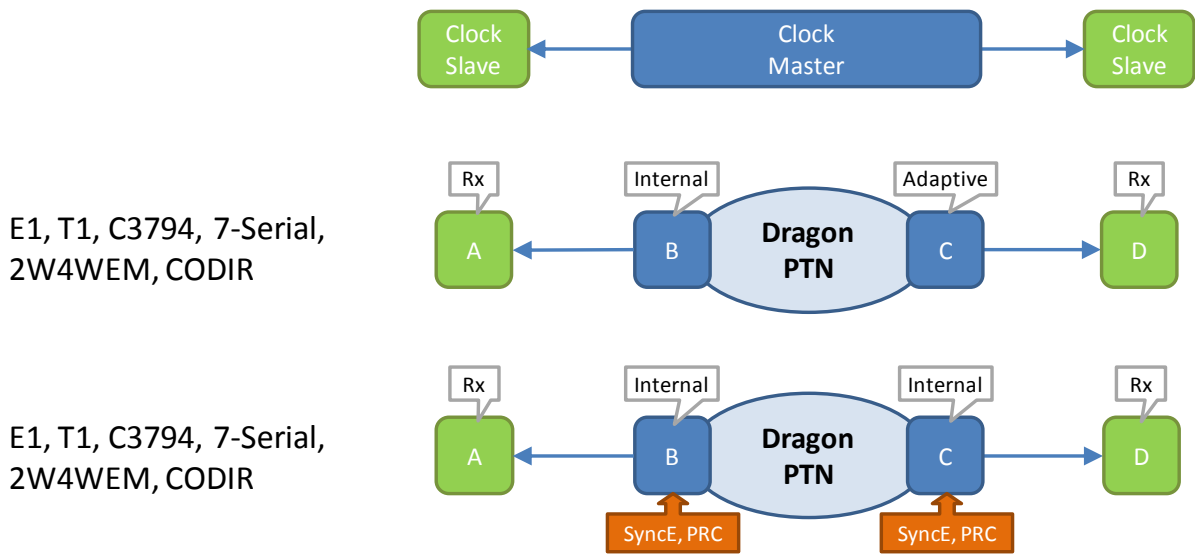 Clock
Slave
Clock
Master
Clock
Slave
Rx
Internal
Adaptive
Rx
E1, T1, C3794, 7-Serial,
2W4WEM, CODIR
A
B
Dragon
PTN
C
D
Rx
Internal
Internal
Rx
E1, T1, C3794, 7-Serial,
2W4WEM, CODIR
A
B
Dragon
PTN
C
D
SyncE, PRC
SyncE, PRC